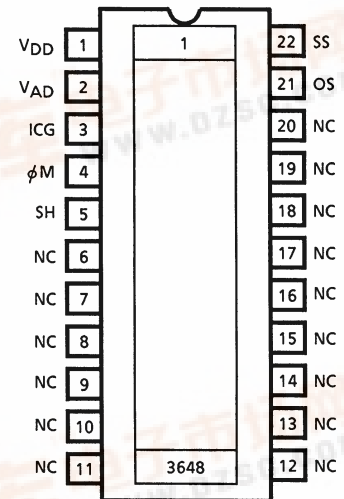 VDD 1 1 22 SS
VAD 2 21 OS
ICG 3 20 NC
ϕM 4 19 NC
SH 5 18 NC
NC 6 17 NC
NC 7 16 NC
NC 8 15 NC
NC 9 14 NC
NC 10 13 NC
NC 11 3648 12 NC